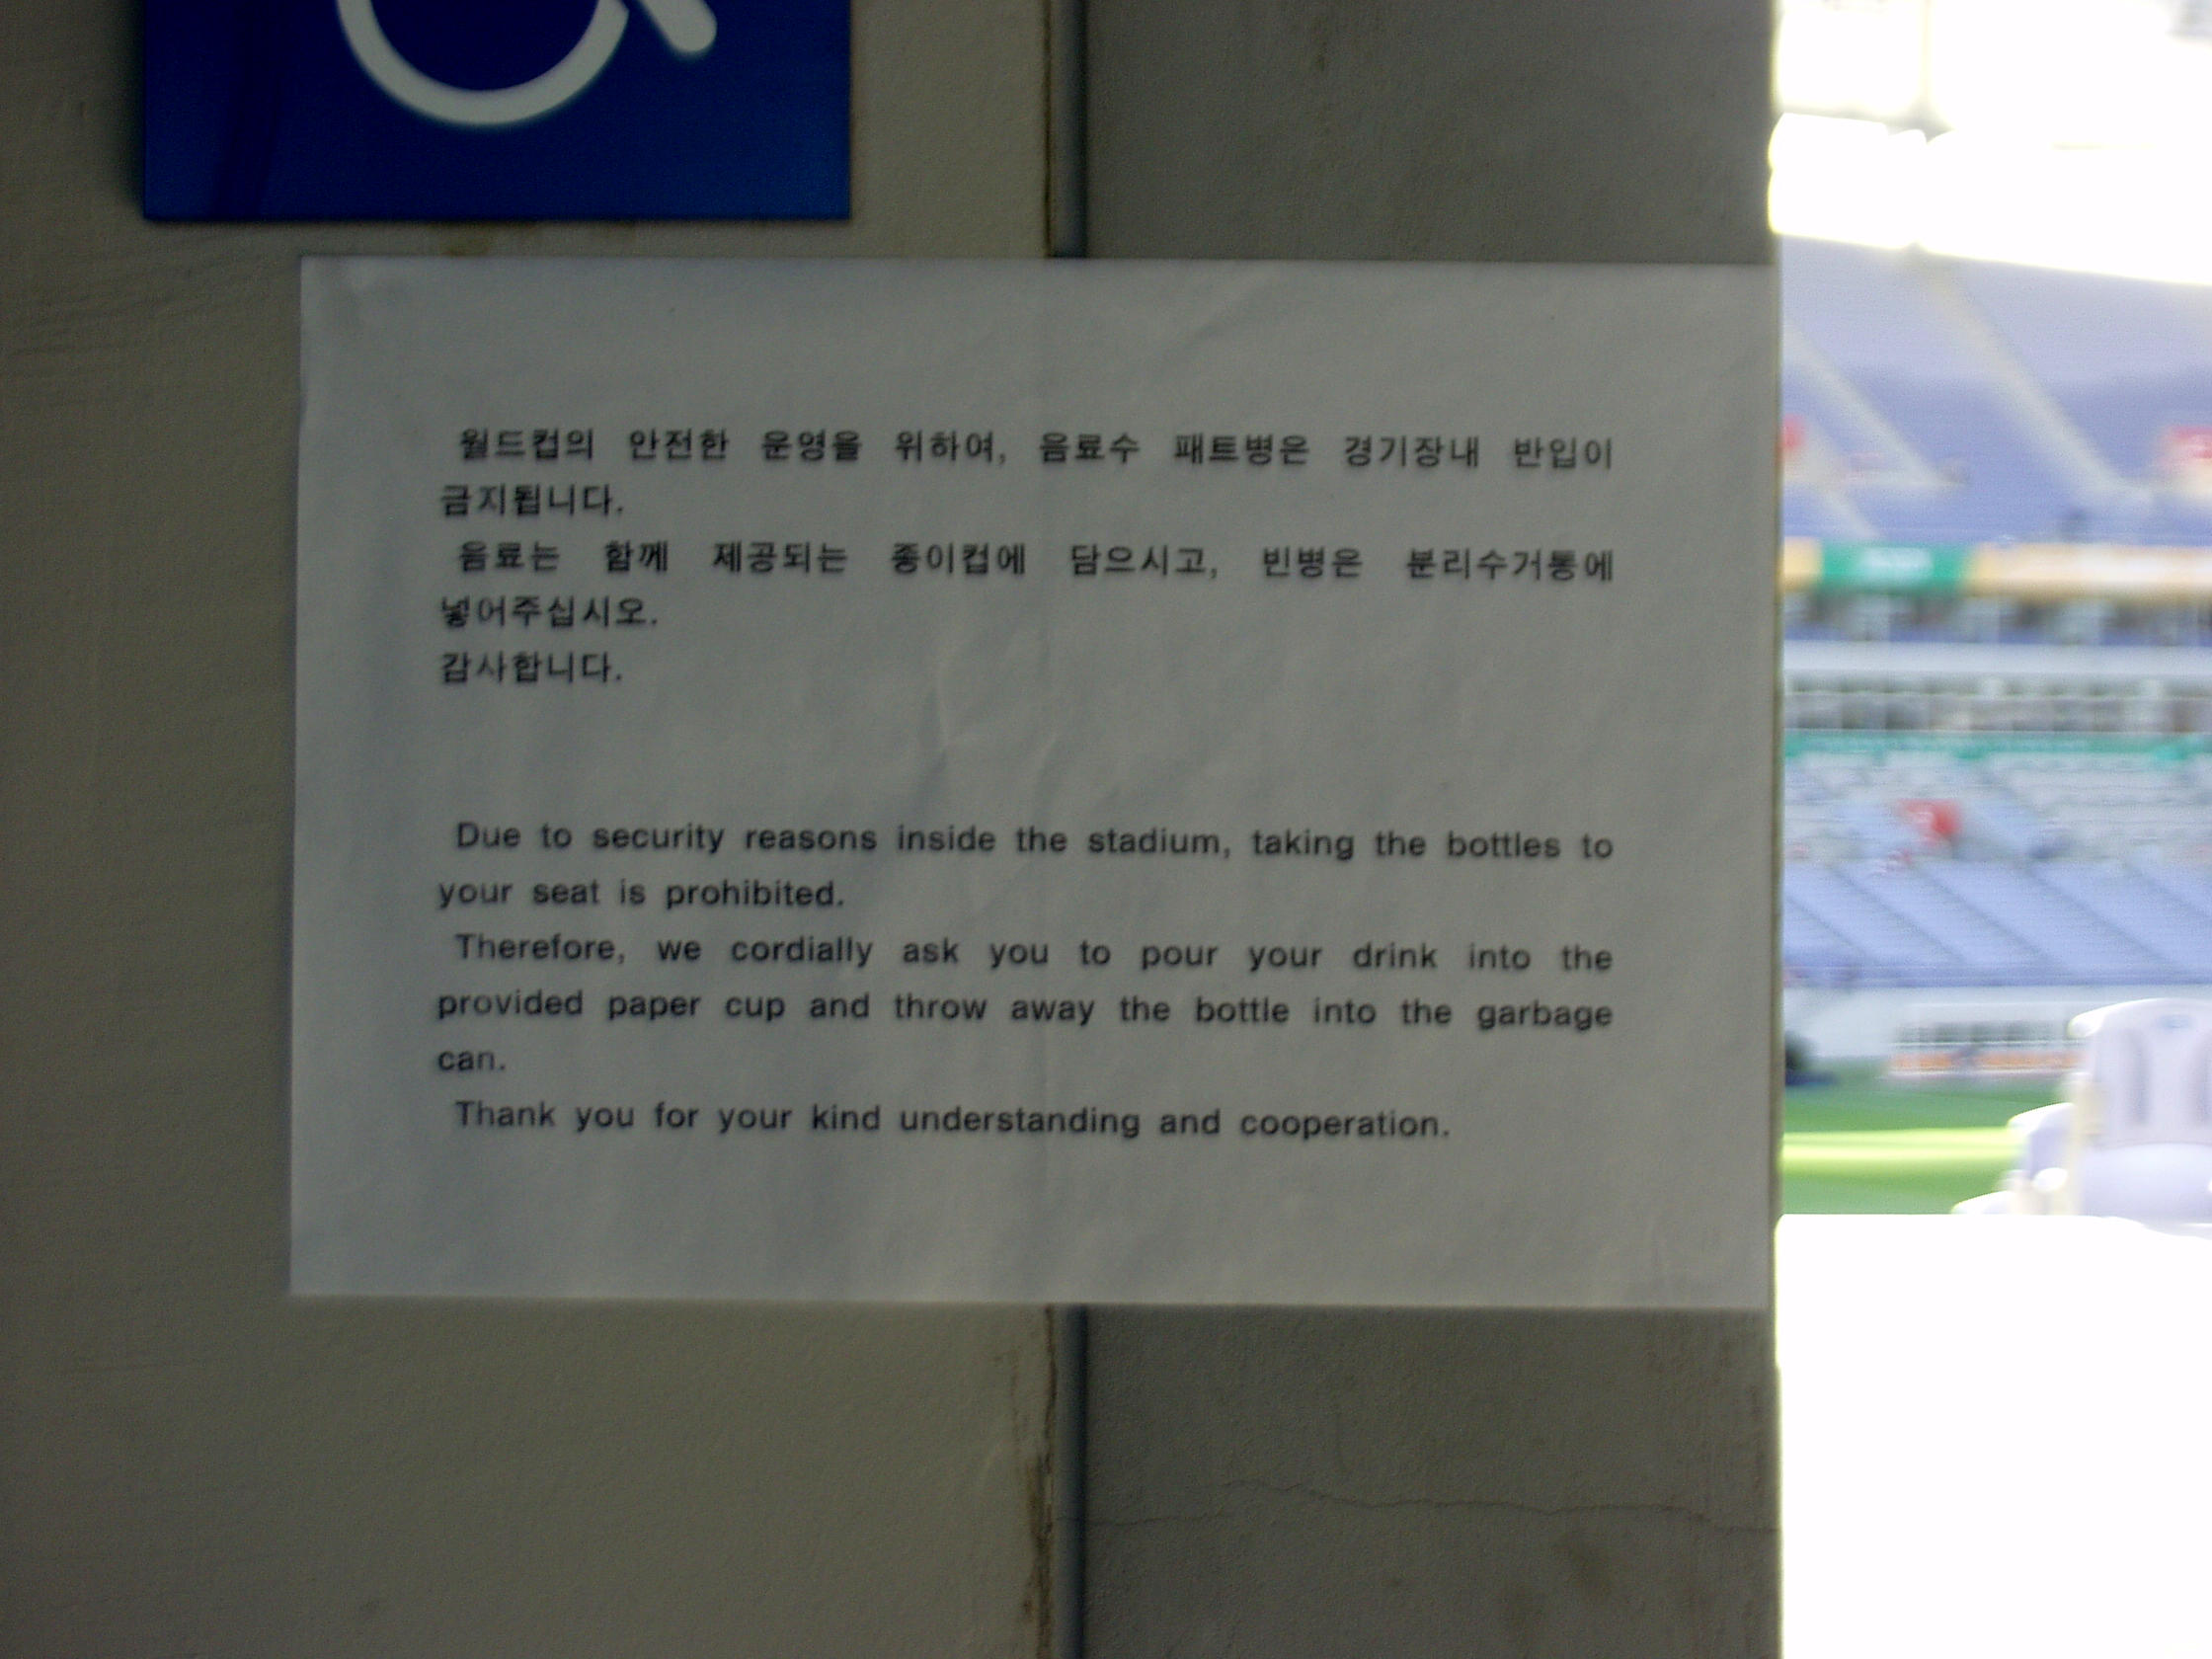 월드컵의 안전한 운영을 위하여, 음료수 패트병은 경기장내 반입이
금지됩니다.
음료는 함께 제공되는 종이컵에 담으시고, 빈병은 분리수거통에
넣어주십시오.
감사합니다.
Due to security reasons inside the stadium, taking the bottles to
your seat is prohibited.
Therefore, we cordially ask you to pour your drink into the
provided paper cup and throw away the bottle into the garbage
can.
Thank you for your kind understanding and cooperation.